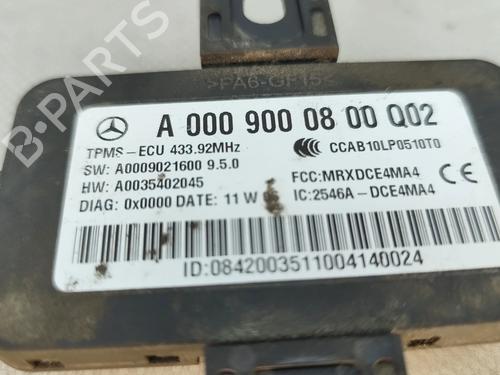 >PA6-GF15<
A 000 900 08 00 Q02
TPMS-ECU 433.92MHz
CCAB10LP0510T0
SW: A0009021600 9.5.0
FCC:MRXDCE4MA4
HW: A0035402045
IC:2546A-DCE4MA4
DIAG: 0x0000 DATE: 11 W
ID:0842003511004140024
B-PARTS